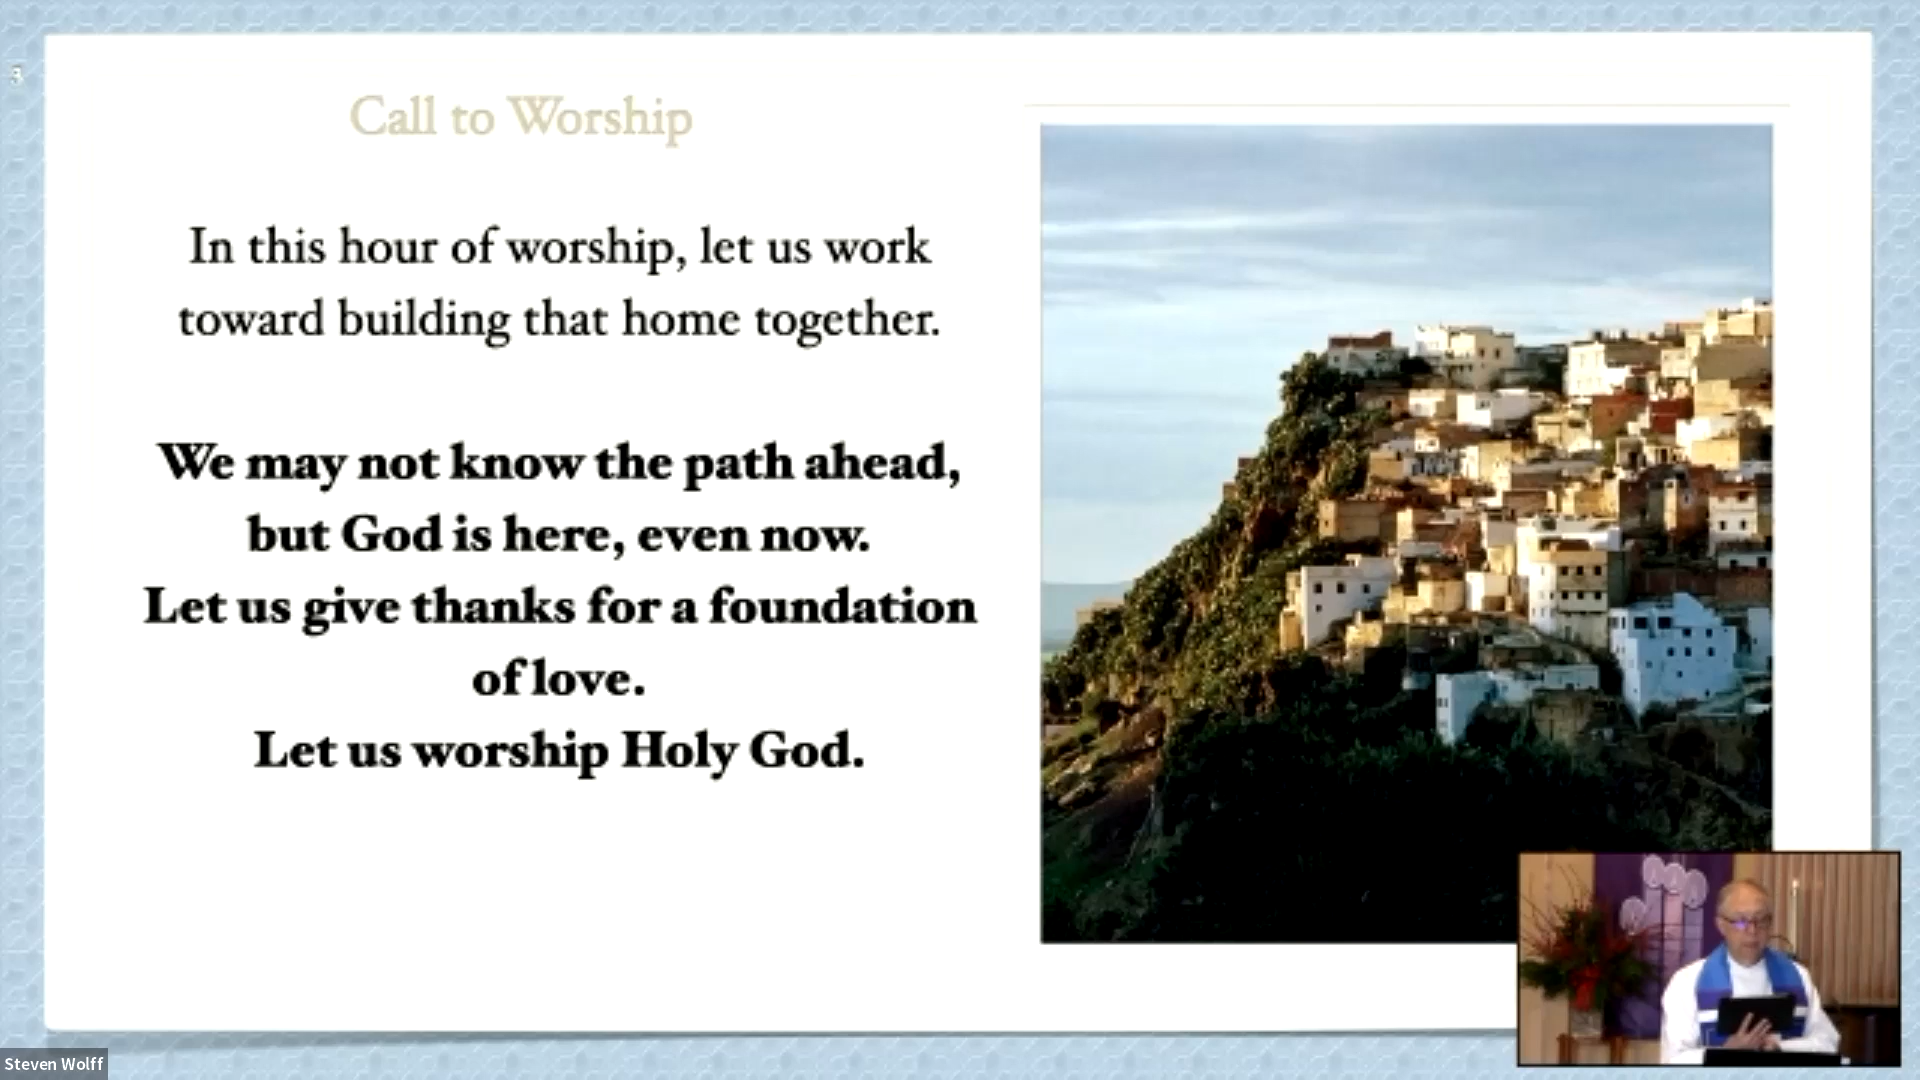 3
Call to Worship
In this hour of worship, let us work
toward building that home together.
We may not know the path ahead,
but God is here, even now.
Let us give thanks for a foundation
of love.
Let us worship Holy God.
Steven Wolff